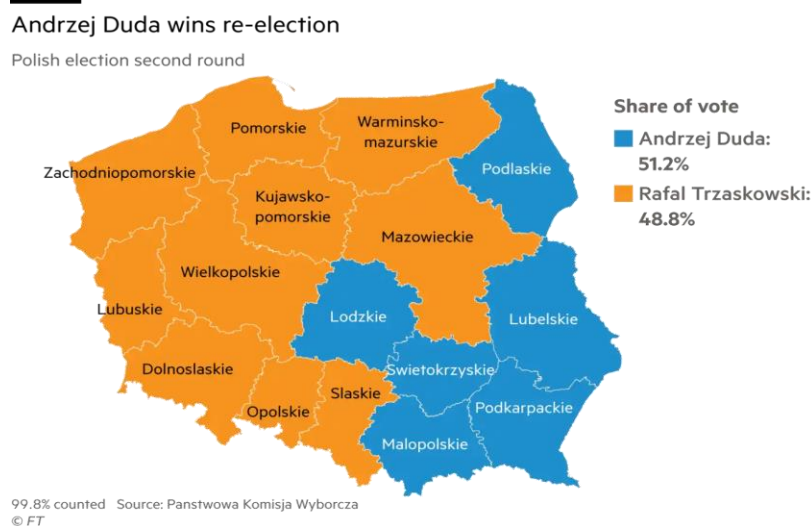 Andrzej Duda wins re-election
Polish election second round
Share of vote
Andrzej Duda:
51.2%
Rafal Trzaskowski:
48.8%
Pomorskie
Warminsko-
mazurskie
Zachodniopomorskie
Podlaskie
Kujawsko-
pomorskie
Mazowieckie
Wielkopolskie
Lubuskie
Lodzkie
Lubelskie
Dolnoslaskie
Swietokrzyskie
Slaskie
Opolskie
Podkarpackie
Malopolskie
99.8% counted Source: Panstwowa Komisja Wyborcza
© FT